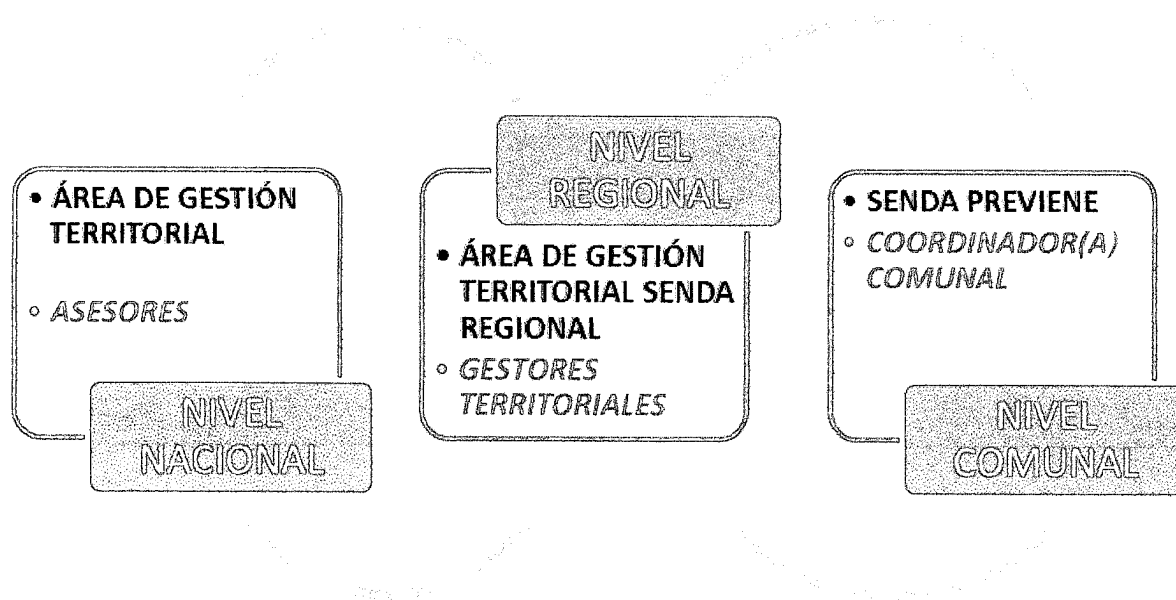 • ÁREA DE GESTIÓN
TERRITORIAL
◦ ASESORES
NIVEL
NACIONAL
NIVEL
REGIONAL
• ÁREA DE GESTIÓN
TERRITORIAL SENDA
REGIONAL
◦ GESTORES
TERRITORIALES
• SENDA PREVIENE
◦ COORDINADOR(A)
COMUNAL
NIVEL
COMUNAL